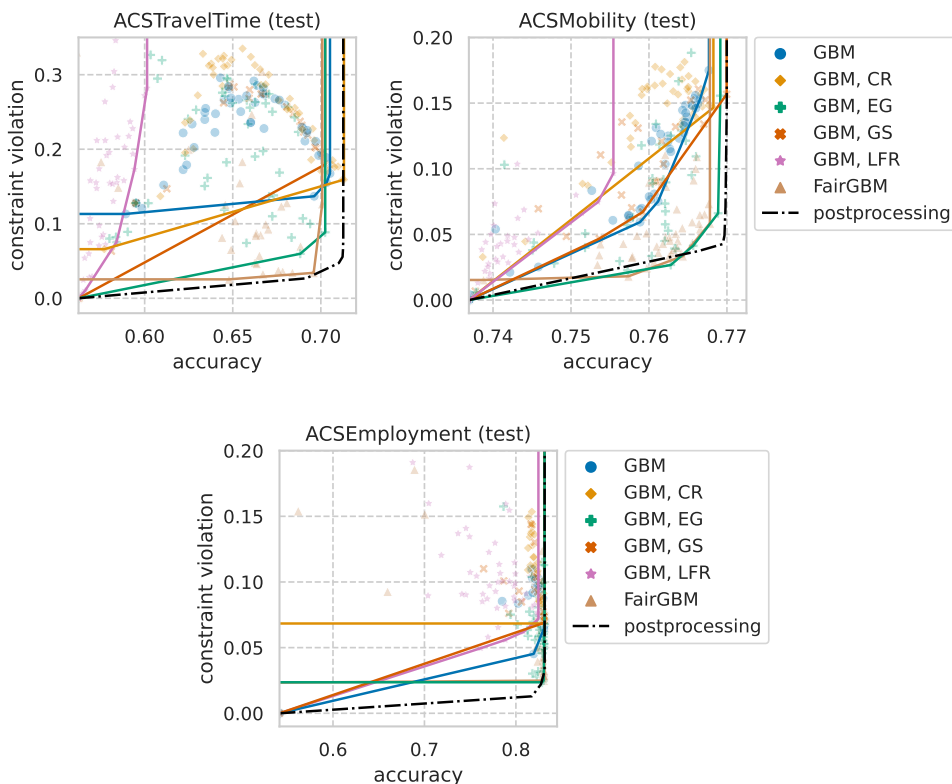 ACSTravelTime (test)
constraint violation
0.3
0.2
0.1
0.0
0.60
0.65
0.70
accuracy
ACSMobility (test)
constraint violation
0.20
0.15
0.10
0.05
0.00
0.74
0.75
0.76
0.77
accuracy
GBM
GBM, CR
GBM, EG
GBM, GS
GBM, LFR
FairGBM
postprocessing
ACSEmployment (test)
constraint violation
0.20
0.15
0.10
0.05
0.00
0.6
0.7
0.8
accuracy
GBM
GBM, CR
GBM, EG
GBM, GS
GBM, LFR
FairGBM
postprocessing